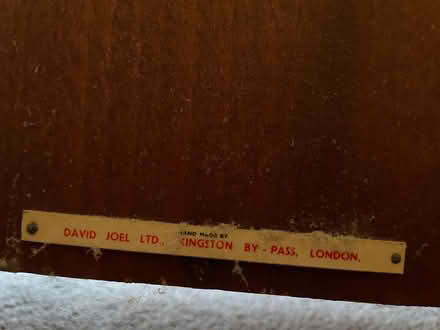 HAND MADE BY
DAVID JOEL LTD., KINGSTON BY-PASS, LONDON.